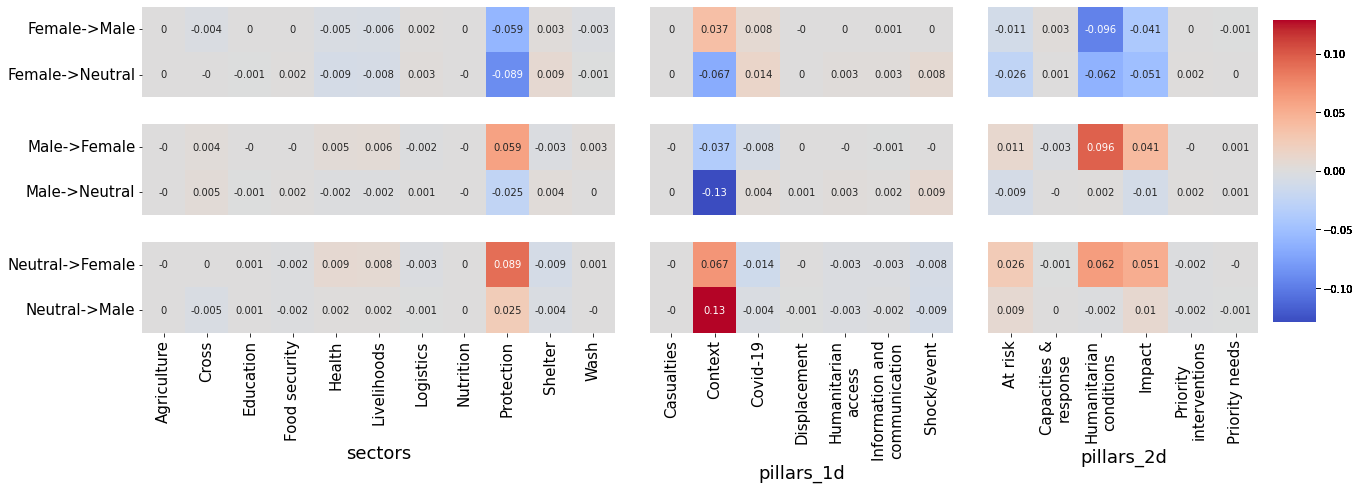 Female->Male 0 -0.004 0 0 -0.005 -0.006 0.002 0 -0.059 0.003 -0.003 0 0.037 0.008 -0 0 0.001 0 -0.011 0.003 -0.096 -0.041 0 -0.001 0.10
Female->Neutral 0 -0 -0.001 0.002 -0.009 -0.008 0.003 -0 -0.089 0.009 -0.001 0 -0.067 0.014 0 0.003 0.003 0.008 -0.026 0.001 -0.062 -0.051 0.002 0 0.05
Male->Female -0 0.004 -0 -0 0.005 0.006 -0.002 -0 0.059 -0.003 0.003 -0 -0.037 -0.008 0 -0 -0.001 -0 0.011 -0.003 0.096 0.041 -0 0.001 0.00
Male->Neutral 0 0.005 -0.001 0.002 -0.002 -0.002 0.001 -0 -0.025 0.004 0 0 -0.13 0.004 0.001 0.003 0.002 0.009 -0.009 -0 0.002 -0.01 0.002 0.001 -0.05
Neutral->Female -0 0 0.001 -0.002 0.009 0.008 -0.003 0 0.089 -0.009 0.001 -0 0.067 -0.014 -0 -0.003 -0.003 -0.008 0.026 -0.001 0.062 0.051 -0.002 -0 -0.10
Neutral->Male 0 -0.005 0.001 -0.002 0.002 0.002 -0.001 0 0.025 -0.004 -0 -0 0.13 -0.004 -0.001 -0.003 -0.002 -0.009 0.009 0 -0.002 0.01 -0.002 -0.001
Agriculture
Cross
Education
Food security
Health
Livelihoods
Logistics
Nutrition
Protection
Shelter
Wash
sectors
Casualties
Context
Covid-19
Displacement
Humanitarian
access
Information and
communication
Shock/event
pillars_1d
At risk
Capacities &
response
Humanitarian
conditions
Impact
Priority
interventions
Priority needs
pillars_2d